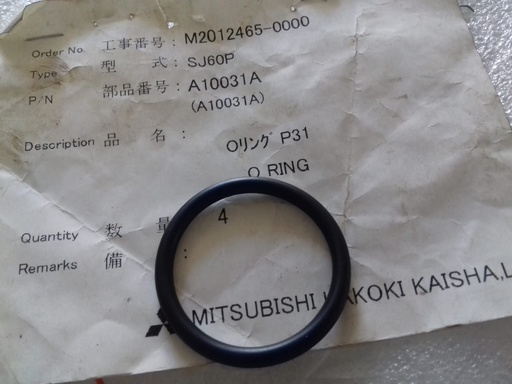 Order No. 工事番号 : M2012465-0000
Type 型 式 : SJ60P
P/N 部品番号 : A10031A
(A10031A)
Description 品 名 : Oリング P31
O RING
Quantity 数 量 4
Remarks 備 :
MITSUBISHI KAKOKI KAISHA,L